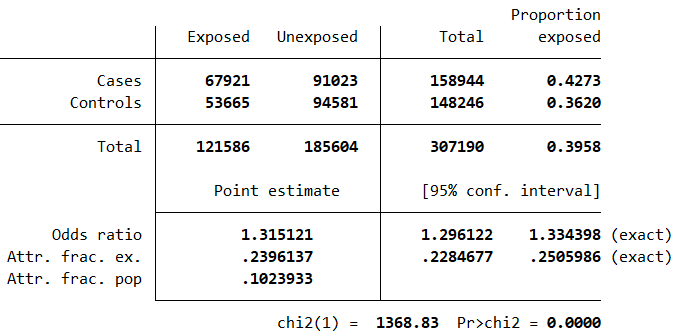 Proportion
Exposed Unexposed Total exposed
Cases 67921 91023 158944 0.4273
Controls 53665 94581 148246 0.3620
Total 121586 185604 307190 0.3958
Point estimate [95% conf. interval]
Odds ratio 1.315121 1.296122 1.334398 (exact)
Attr. frac. ex. .2396137 .2284677 .2505986 (exact)
Attr. frac. pop .1023933
chi2(1) = 1368.83 Pr>chi2 = 0.0000